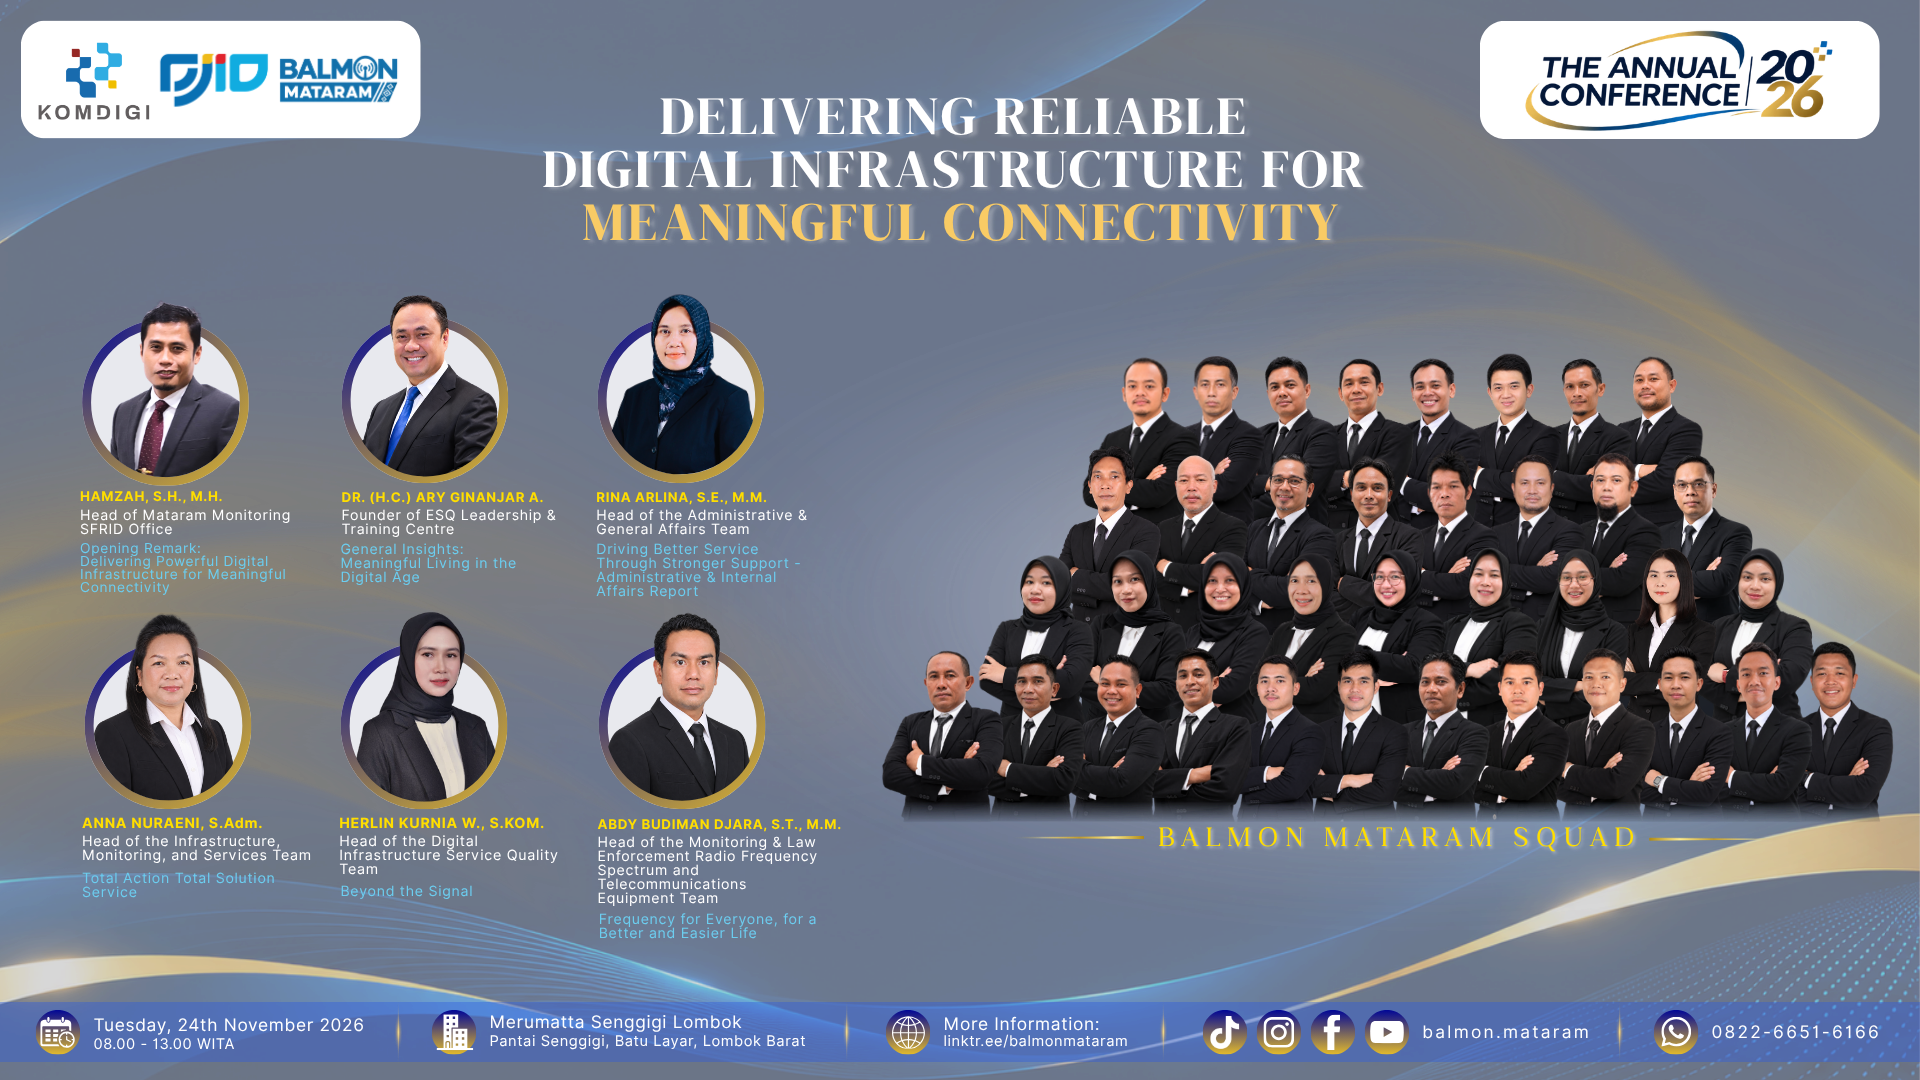 KOMDIGI
DJID
BALMON
MATARAM
THE ANNUAL
CONFERENCE
20
26
DELIVERING RELIABLE
DIGITAL INFRASTRUCTURE FOR
MEANINGFUL CONNECTIVITY
HAMZAH, S.H., M.H.
Head of Mataram Monitoring
SFRID Office
Opening Remark:
Delivering Powerful Digital
Infrastructure for Meaningful
Connectivity
DR. (H.C.) ARY GINANJAR A.
Founder of ESQ Leadership &
Training Centre
General Insights:
Meaningful Living in the
Digital Age
RINA ARLINA, S.E., M.M.
Head of the Administrative &
General Affairs Team
Driving Better Service
Through Stronger Support -
Administrative & Internal
Affairs Report
ANNA NURAENI, S.Adm.
Head of the Infrastructure,
Monitoring, and Services Team
Total Action Total Solution
Service
HERLIN KURNIA W., S.KOM.
Head of the Digital
Infrastructure Service Quality
Team
Beyond the Signal
ABDY BUDIMAN DJARA, S.T., M.M.
Head of the Monitoring & Law
Enforcement Radio Frequency
Spectrum and
Telecommunications
Equipment Team
Frequency for Everyone, for a
Better and Easier Life
BALMON MATARAM SQUAD
Tuesday, 24th November 2026
08.00 - 13.00 WITA
Merumatta Senggigi Lombok
Pantai Senggigi, Batu Layar, Lombok Barat
More Information:
linktr.ee/balmonmataram
balmon.mataram
0822-6651-6166